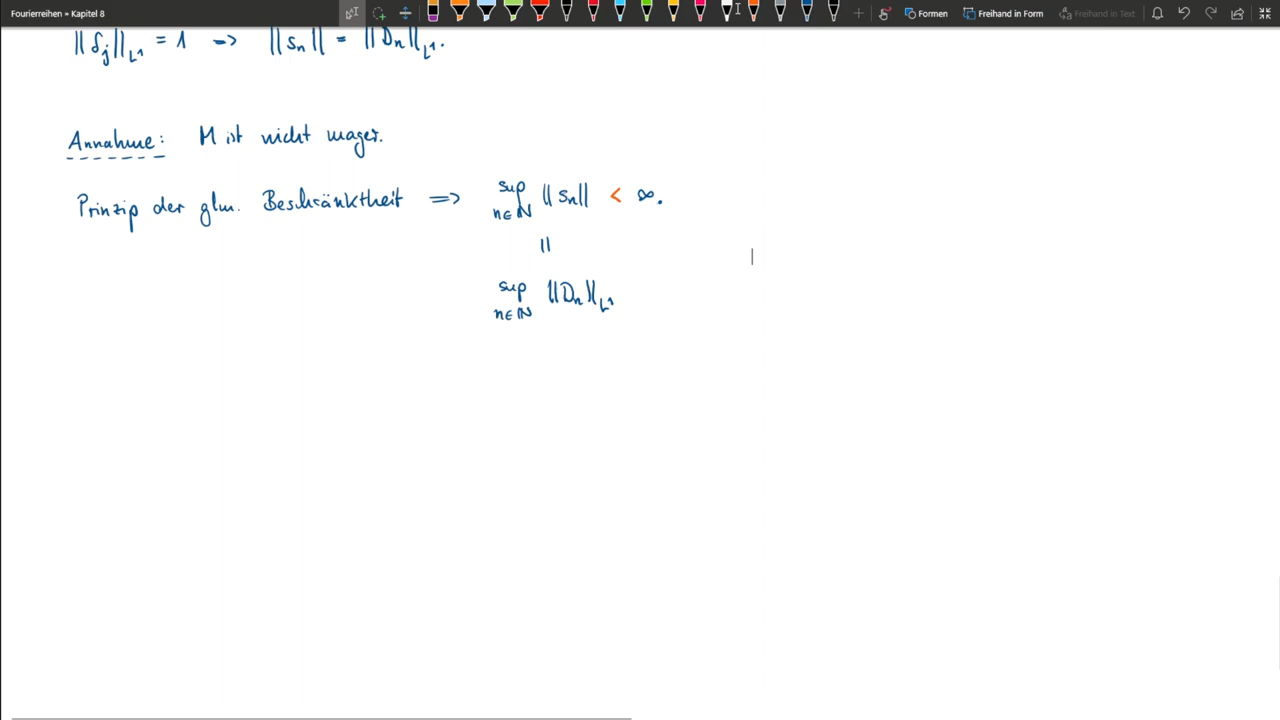 Fourierreihen » Kapitel 8
Formen
Freihand in Form
Freihand in Text
||δ_j||_{L¹} = 1 => ||s_n|| = ||D_n||_{L¹}.
Annahme: M ist nicht mager.
Prinzip der glm. Beschränktheit => sup_{n∈ℕ} ||s_n|| < ∞.
||
sup_{n∈ℕ} ||D_n||_{L¹}